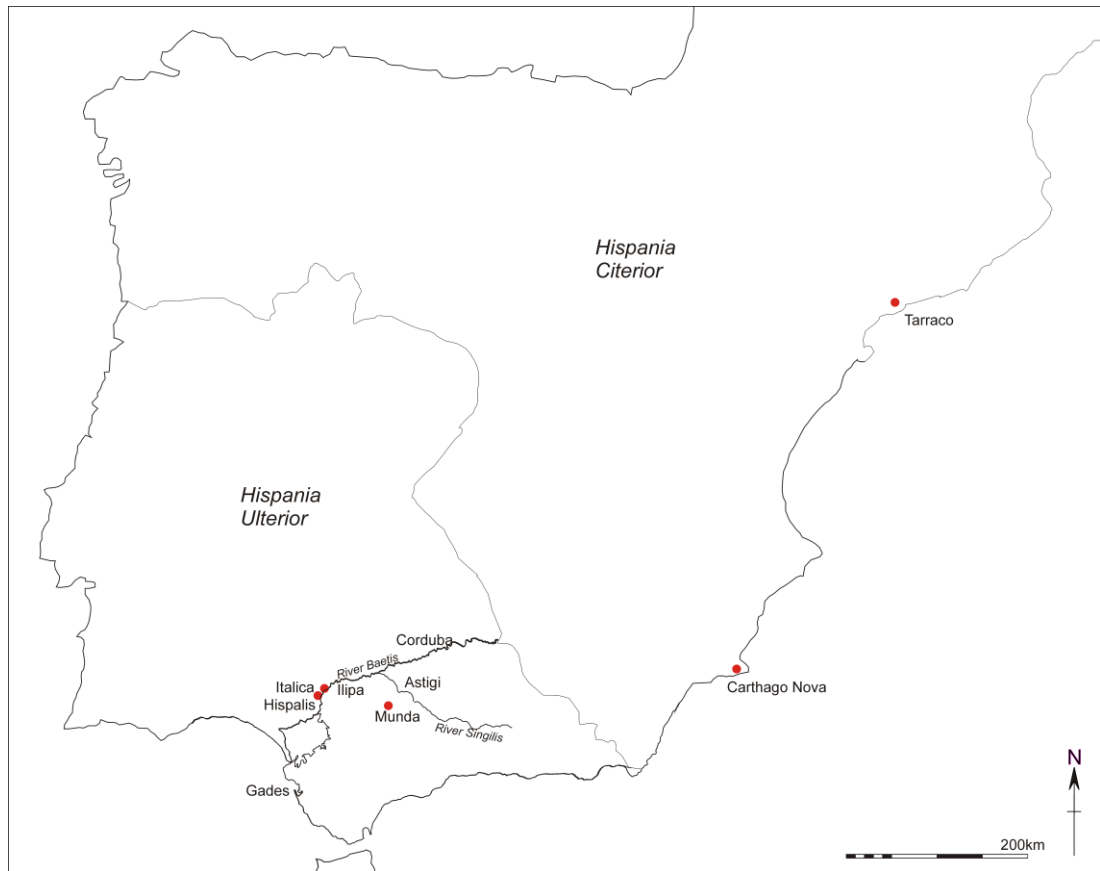 Hispania
Citerior
Tarraco
Hispania
Ulterior
Corduba
River Baetis
Astigi
Italica
Ilipa
Hispalis
Carthago Nova
Munda
River Singilis
Gades
N
200km